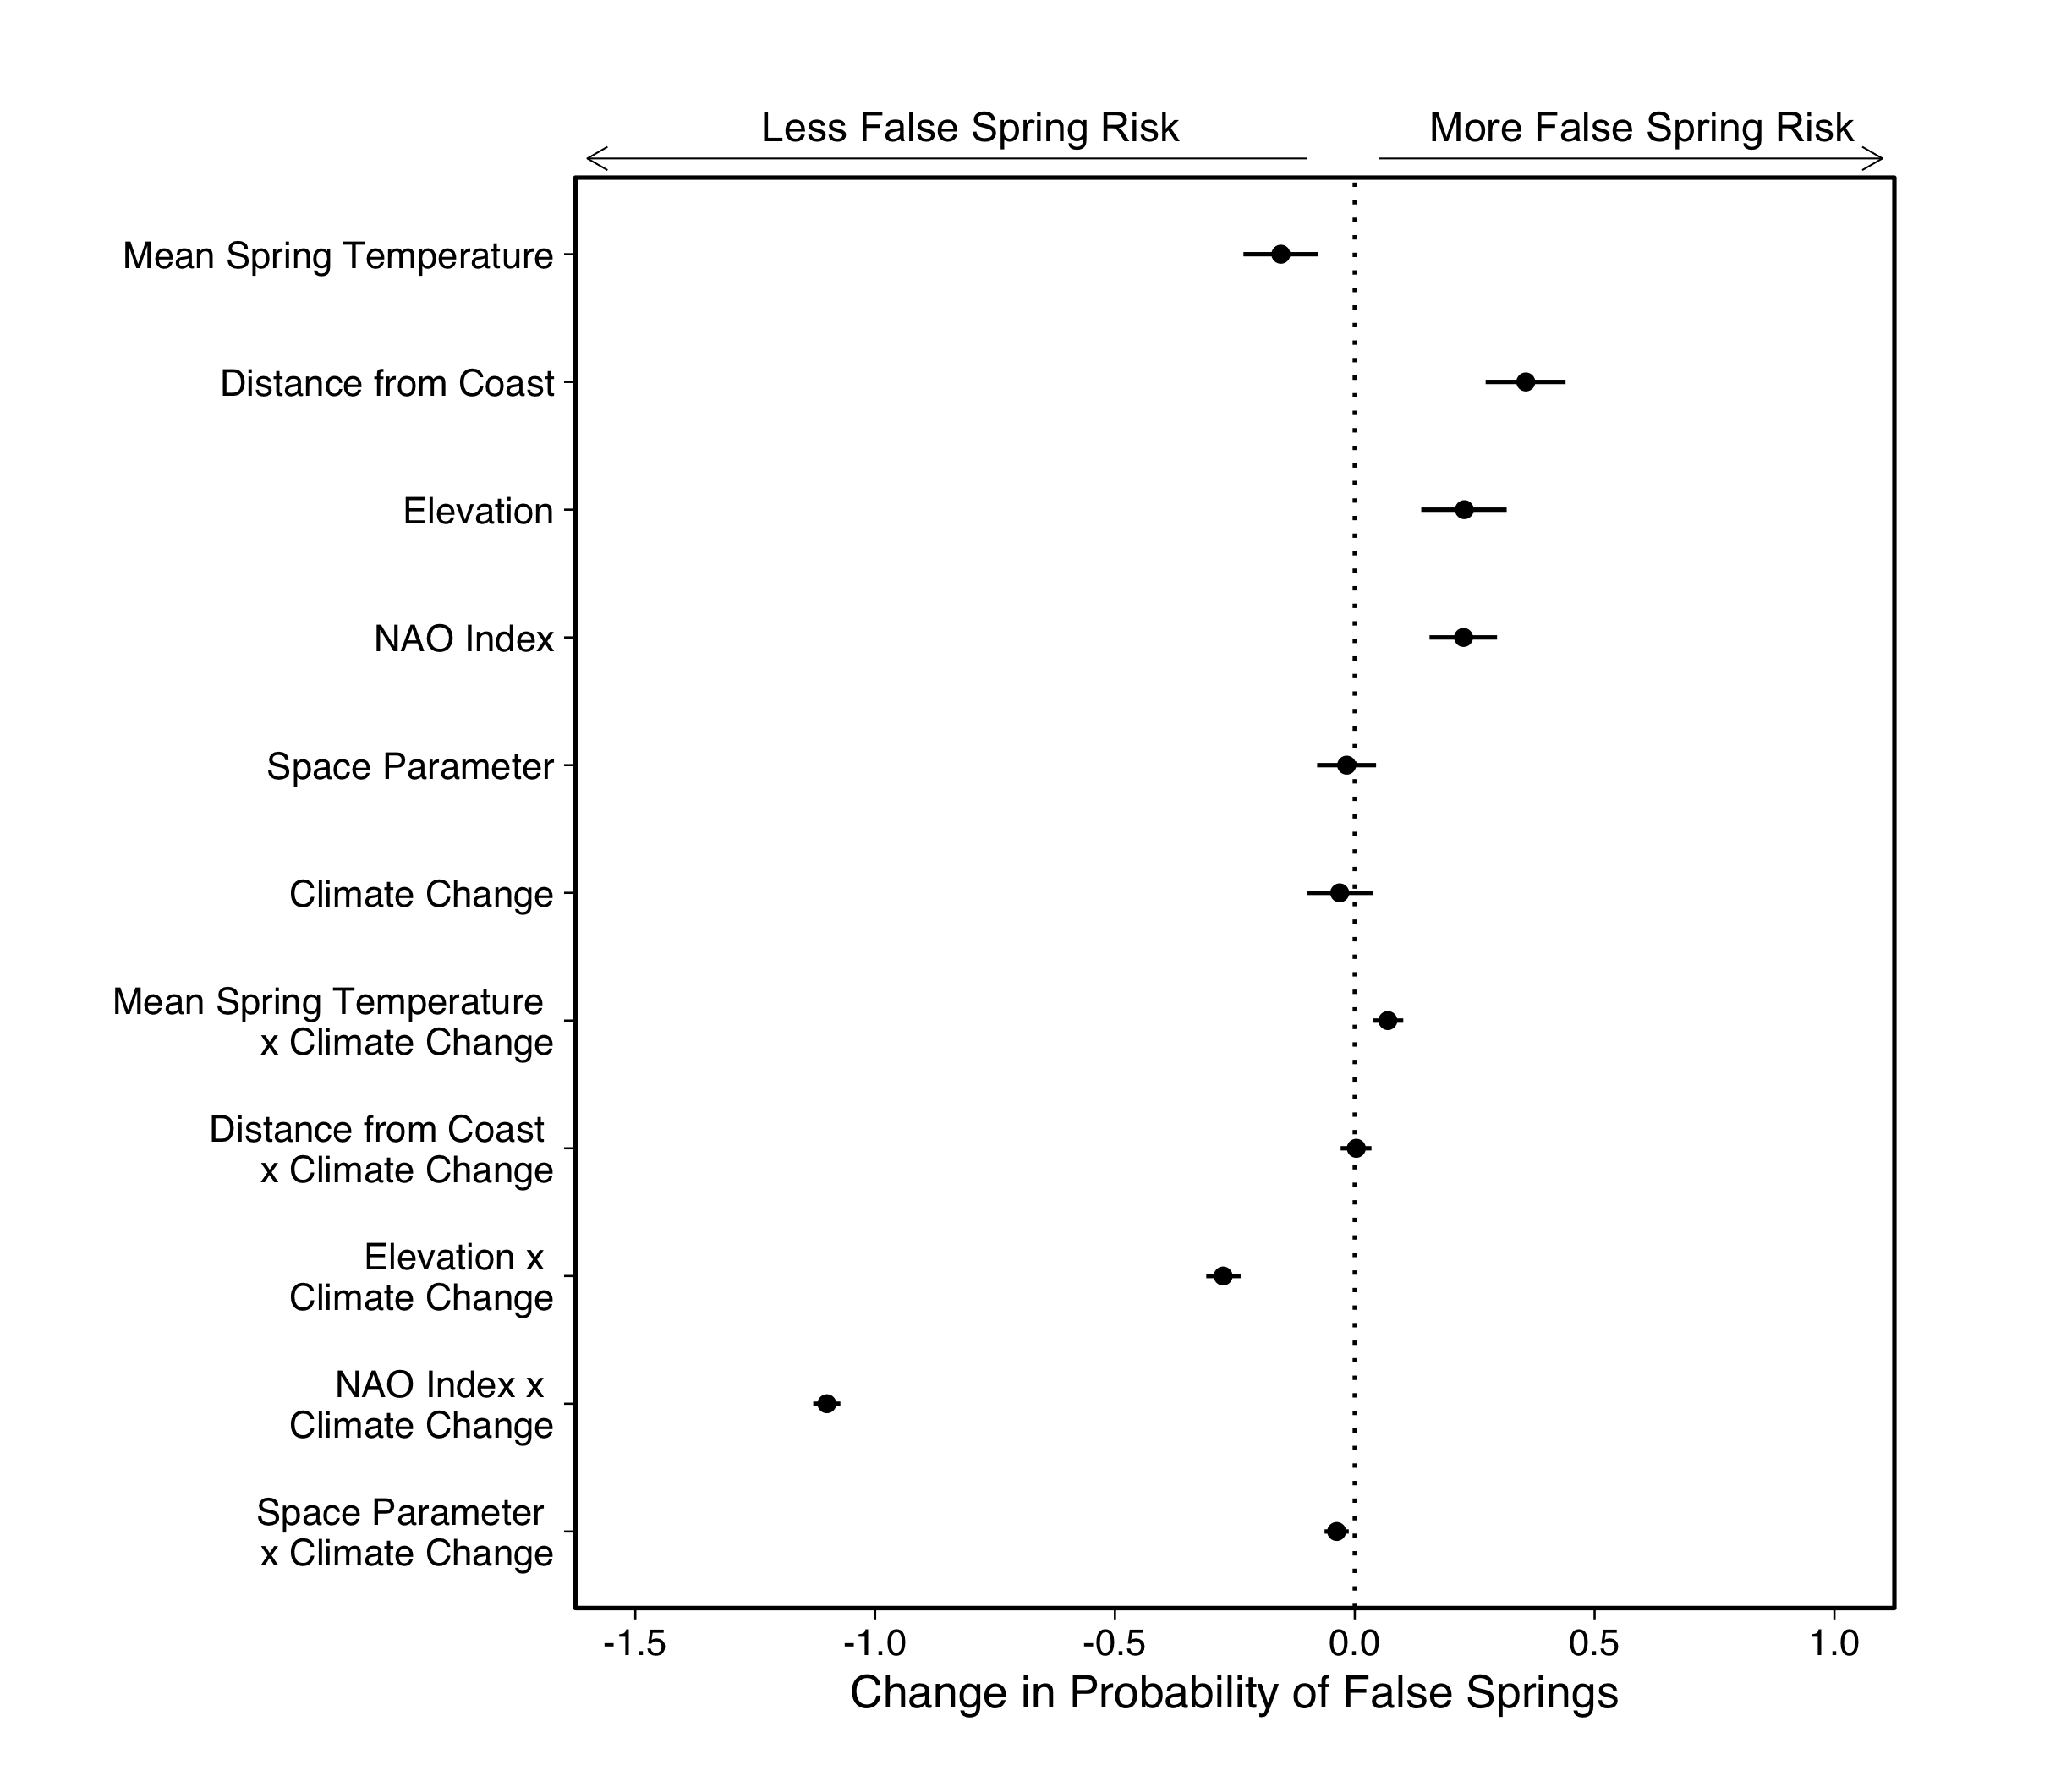 Less False Spring Risk
More False Spring Risk
Mean Spring Temperature
Distance from Coast
Elevation
NAO Index
Space Parameter
Climate Change
Mean Spring Temperature
x Climate Change
Distance from Coast
x Climate Change
Elevation x
Climate Change
NAO Index x
Climate Change
Space Parameter
x Climate Change
-1.5
-1.0
-0.5
0.0
0.5
1.0
Change in Probability of False Springs